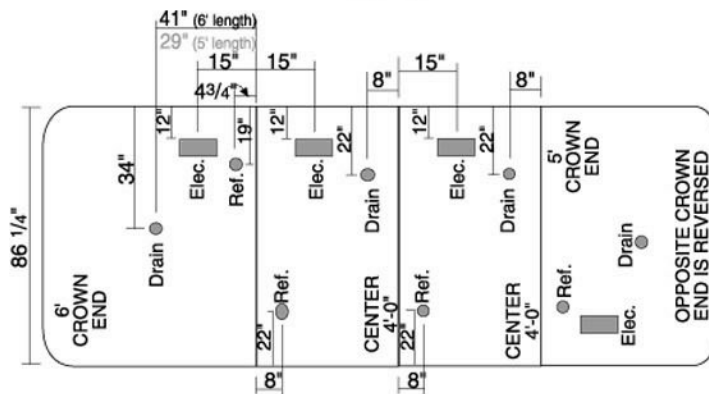 41" (6' length)
29" (5' length)
15"
15"
4 3/4"
8"
15"
8"
86 1/4"
34"
12"
19"
12"
22"
12"
22"
Elec.
Ref.
Elec.
Drain
Elec.
Drain
5'
CROWN
END
OPPOSITE CROWN
END IS REVERSED
Drain
6'
CROWN
END
Ref.
22"
CENTER
4'-0"
Ref.
22"
CENTER
4'-0"
Ref.
Elec.
Drain
8"
8"